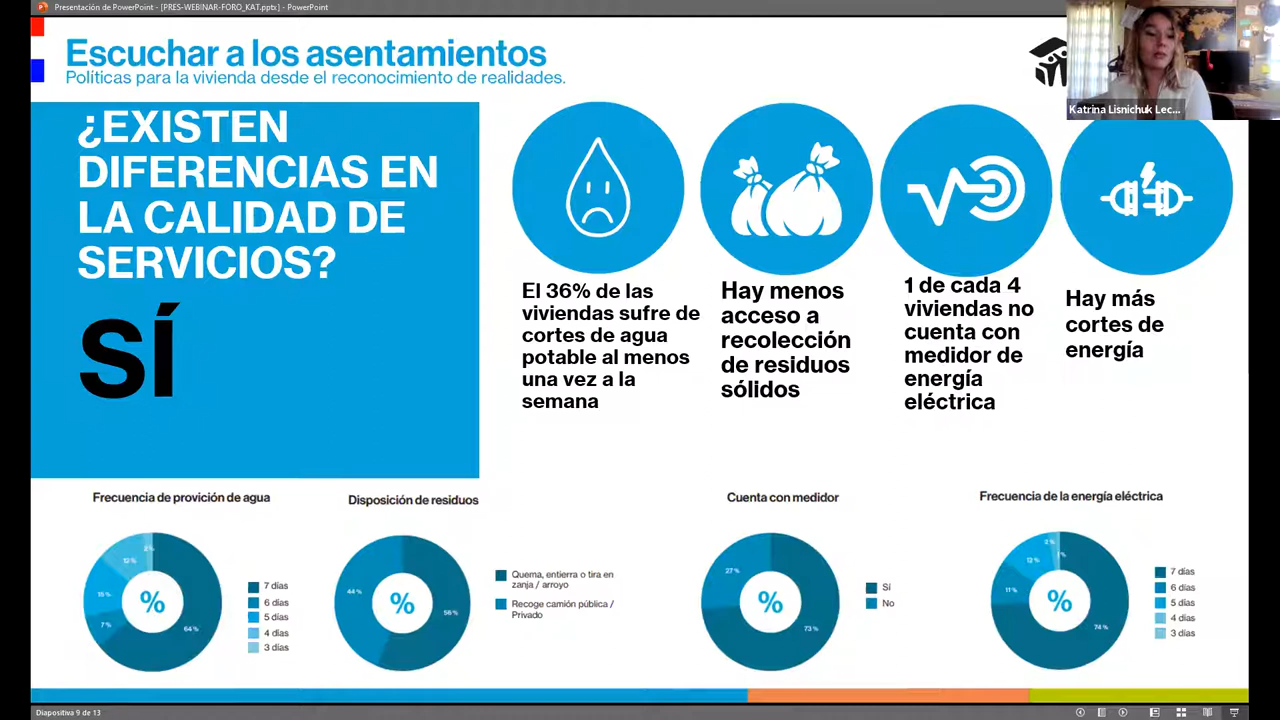 Presentación de PowerPoint - [PRES-WEBINAR-FORO_KAT.pptx] - PowerPoint
Escuchar a los asentamientos
Políticas para la vivienda desde el reconocimiento de realidades.
Katrina Lisnichuk Lec...
¿EXISTEN
DIFERENCIAS EN
LA CALIDAD DE
SERVICIOS?
SÍ
El 36% de las
viviendas sufre de
cortes de agua
potable al menos
una vez a la
semana
Hay menos
acceso a
recolección
de residuos
sólidos
1 de cada 4
viviendas no
cuenta con
medidor de
energía
eléctrica
Hay más
cortes de
energía
Frecuencia de provición de agua
2%
12%
15%
7%
64%
%
7 días
6 días
5 días
4 días
3 días
Disposición de residuos
44%
56%
%
Quema, entierra o tira en
zanja / arroyo
Recoge camión pública /
Privado
Cuenta con medidor
27%
73%
%
Sí
No
Frecuencia de la energía eléctrica
2%
1%
12%
11%
74%
%
7 días
6 días
5 días
4 días
3 días
Diapositiva 9 de 13